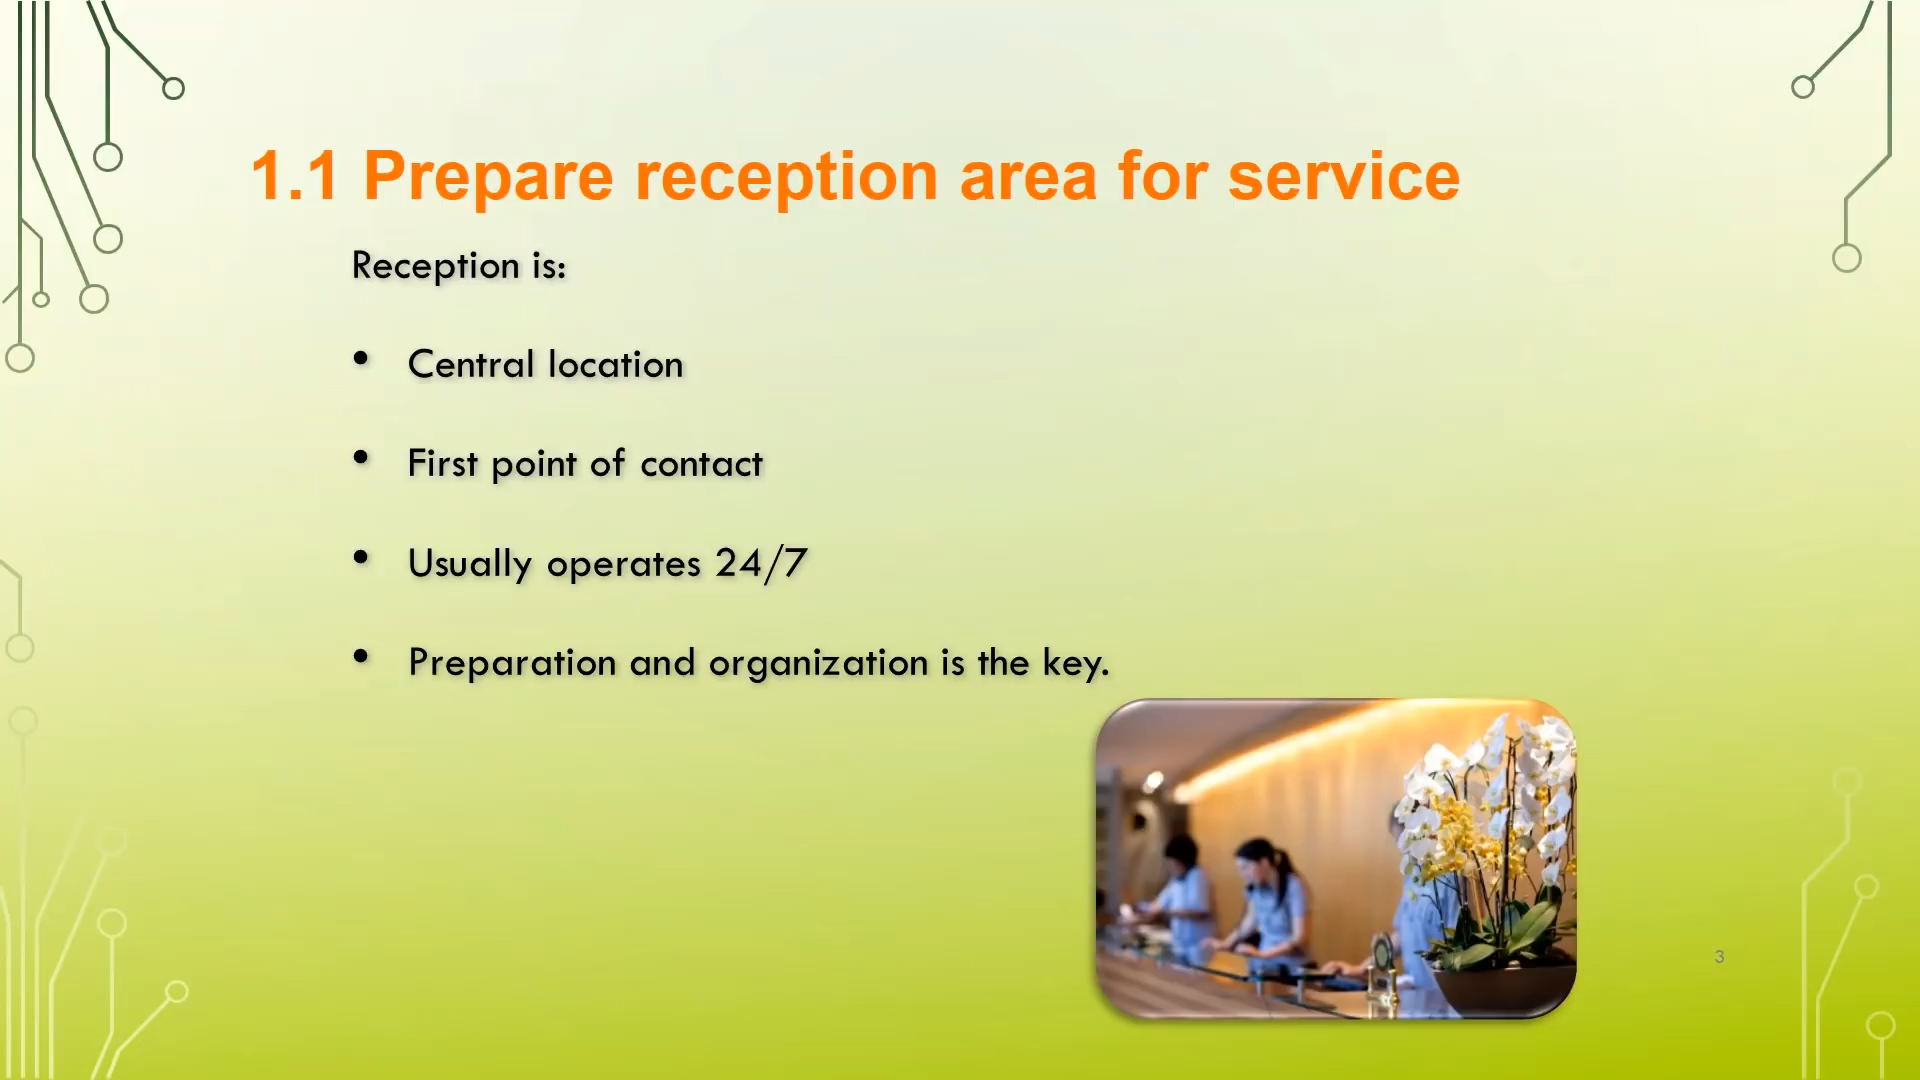 1.1 Prepare reception area for service
Reception is:
• Central location
• First point of contact
• Usually operates 24/7
• Preparation and organization is the key.
3